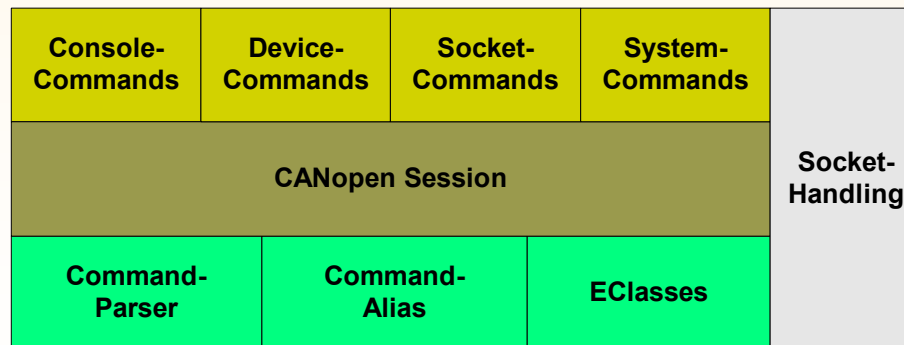 Console-
Commands
Device-
Commands
Socket-
Commands
System-
Commands
CANopen Session
Socket-
Handling
Command-
Parser
Command-
Alias
EClasses